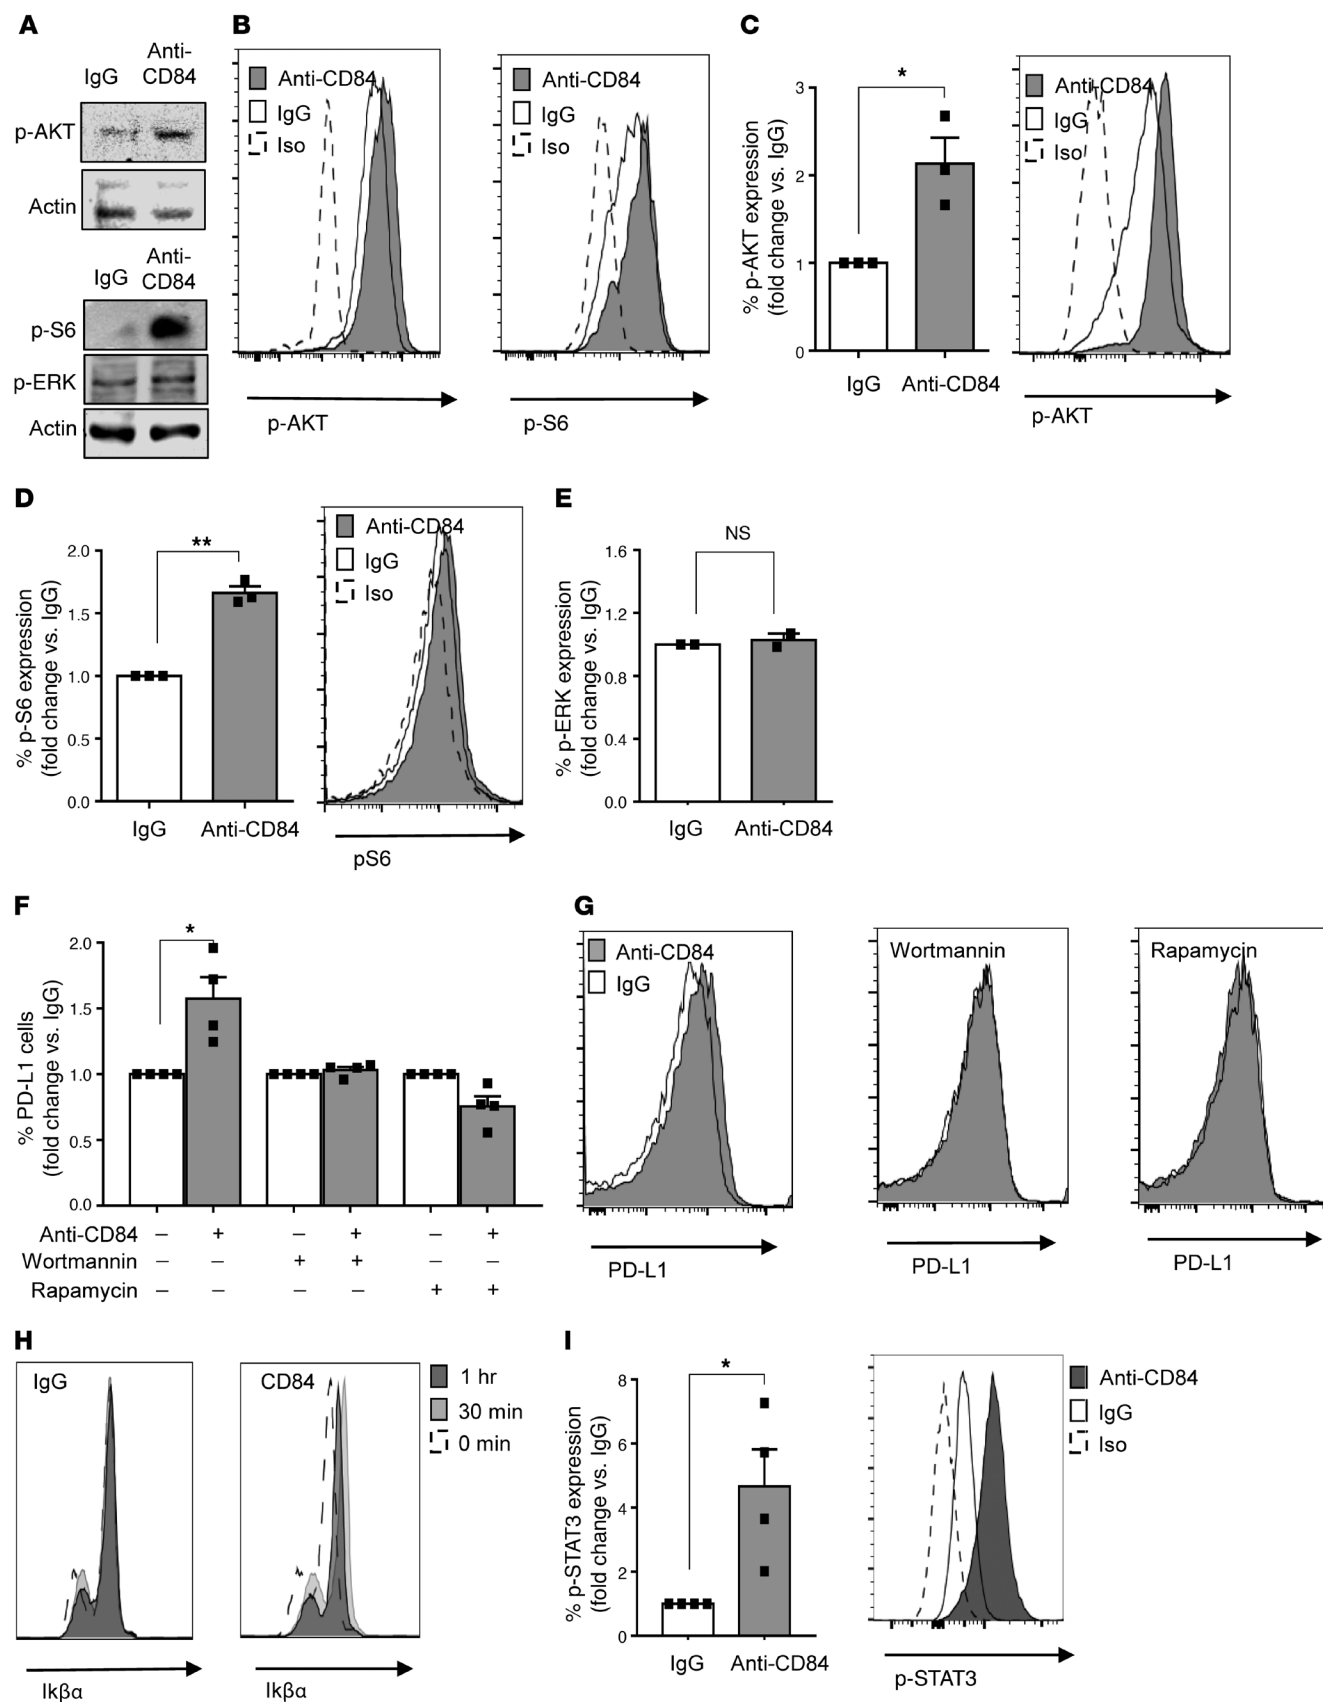 A
IgG
Anti-
CD84
p-AKT
Actin
IgG
Anti-
CD84
p-S6
p-ERK
Actin
B
Anti-CD84
IgG
Iso
p-AKT
Anti-CD84
IgG
Iso
p-S6
C
% p-AKT expression
(fold change vs. IgG)
3
2
1
0
*
IgG Anti-CD84
Anti-CD84
IgG
Iso
p-AKT
D
% p-S6 expression
(fold change vs. IgG)
2.0
1.5
1.0
0.5
0.0
**
IgG Anti-CD84
Anti-CD84
IgG
Iso
pS6
E
% p-ERK expression
(fold change vs. IgG)
1.6
1.2
0.8
0.4
0.0
NS
IgG Anti-CD84
F
% PD-L1 cells
(fold change vs. IgG)
2.0
1.5
1.0
0.5
0.0
*
Anti-CD84 – + – + – +
Wortmannin – – + + – –
Rapamycin – – – – + +
G
Anti-CD84
IgG
PD-L1
Wortmannin
PD-L1
Rapamycin
PD-L1
H
IgG
Ikβα
CD84
Ikβα
1 hr
30 min
0 min
I
% p-STAT3 expression
(fold change vs. IgG)
8
6
4
2
0
*
IgG Anti-CD84
Anti-CD84
IgG
Iso
p-STAT3